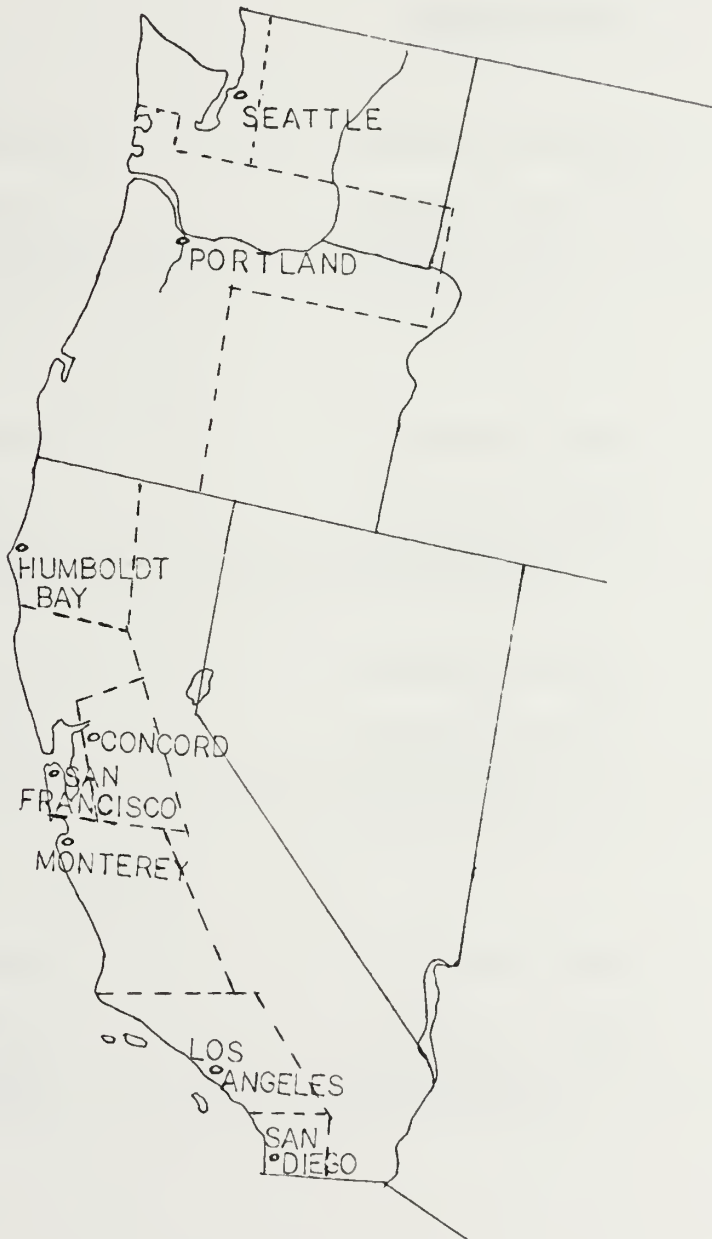 SEATTLE
PORTLAND
HUMBOLDT
BAY
CONCORD
SAN
FRANCISCO
MONTEREY
LOS
ANGELES
SAN
DIEGO